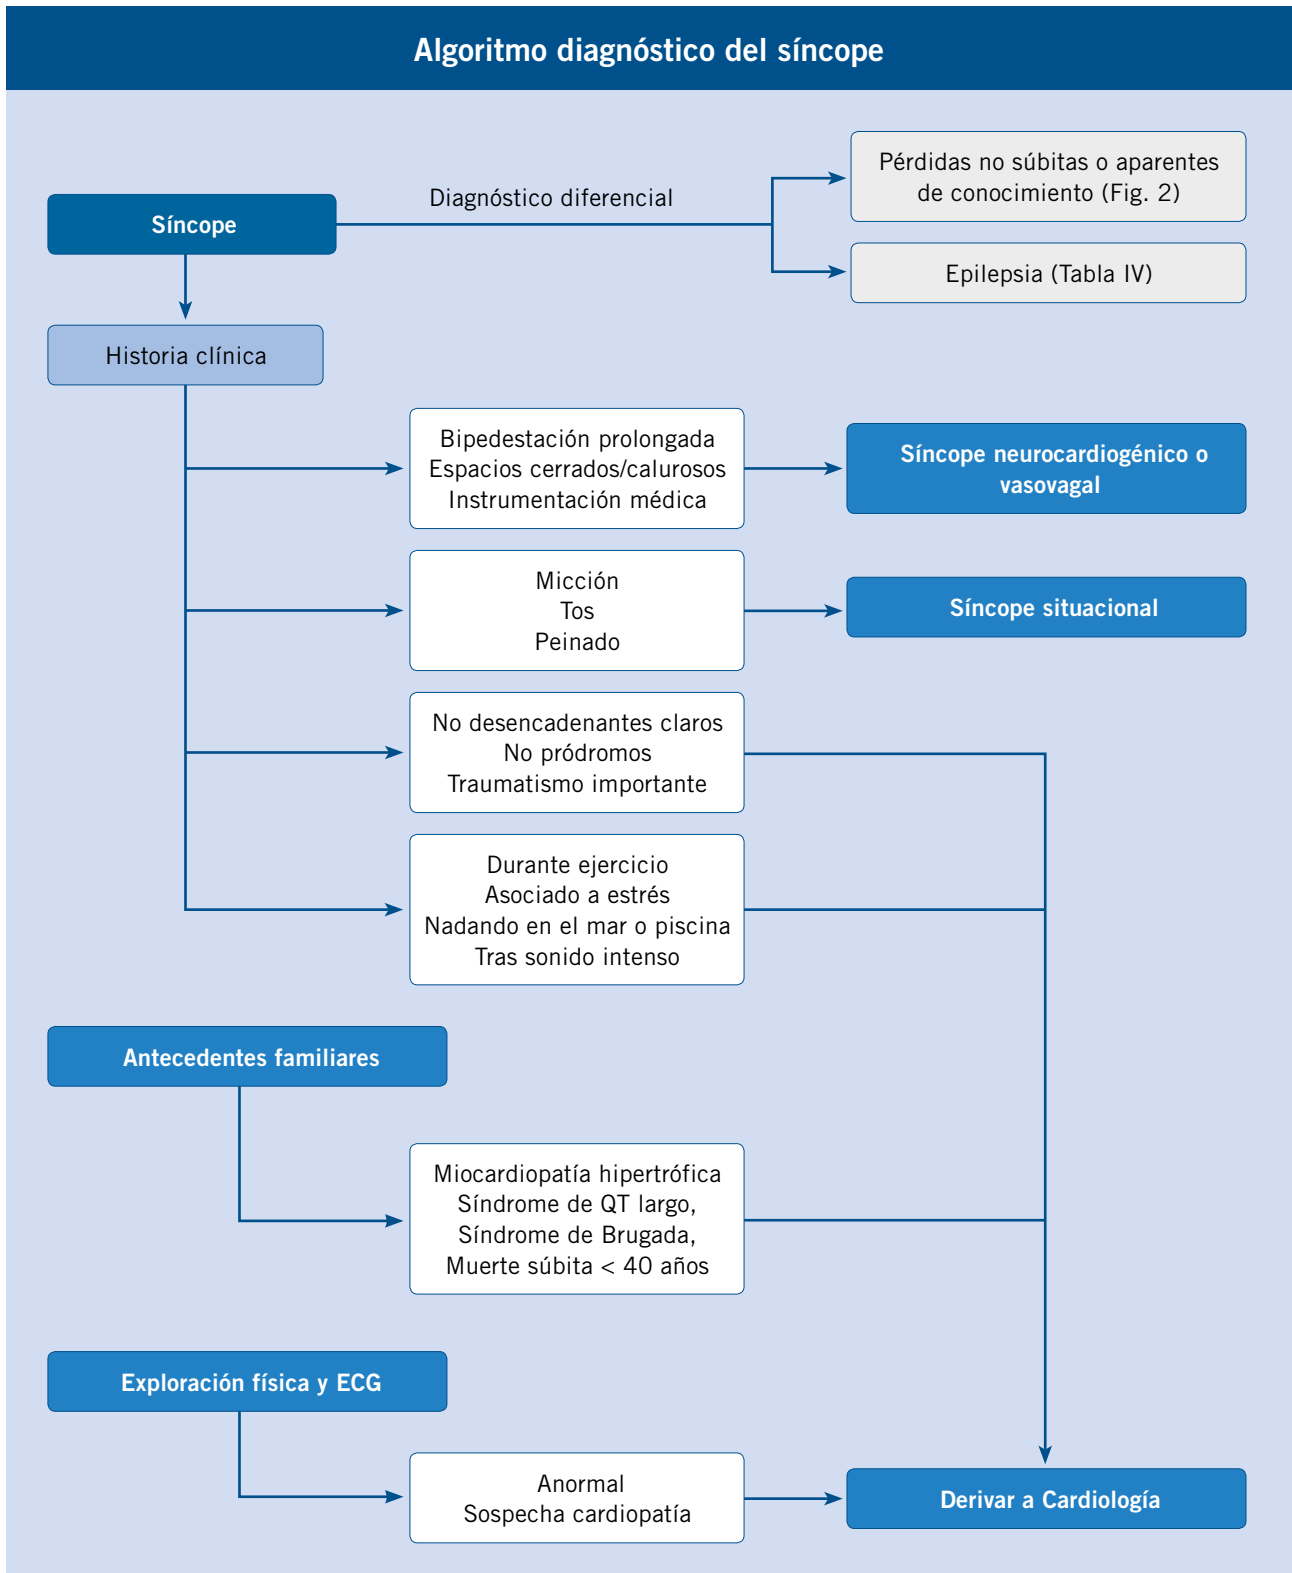 Algoritmo diagnóstico del síncope
Pérdidas no súbitas o aparentes
de conocimiento (Fig. 2)
Diagnóstico diferencial
Síncope
Epilepsia (Tabla IV)
Historia clínica
Bipedestación prolongada
Espacios cerrados/calurosos
Instrumentación médica
Síncope neurocardiogénico o
vasovagal
Micción
Tos
Peinado
Síncope situacional
No desencadenantes claros
No pródromos
Traumatismo importante
Durante ejercicio
Asociado a estrés
Nadando en el mar o piscina
Tras sonido intenso
Antecedentes familiares
Miocardiopatía hipertrófica
Síndrome de QT largo,
Síndrome de Brugada,
Muerte súbita < 40 años
Exploración física y ECG
Anormal
Sospecha cardiopatía
Derivar a Cardiología